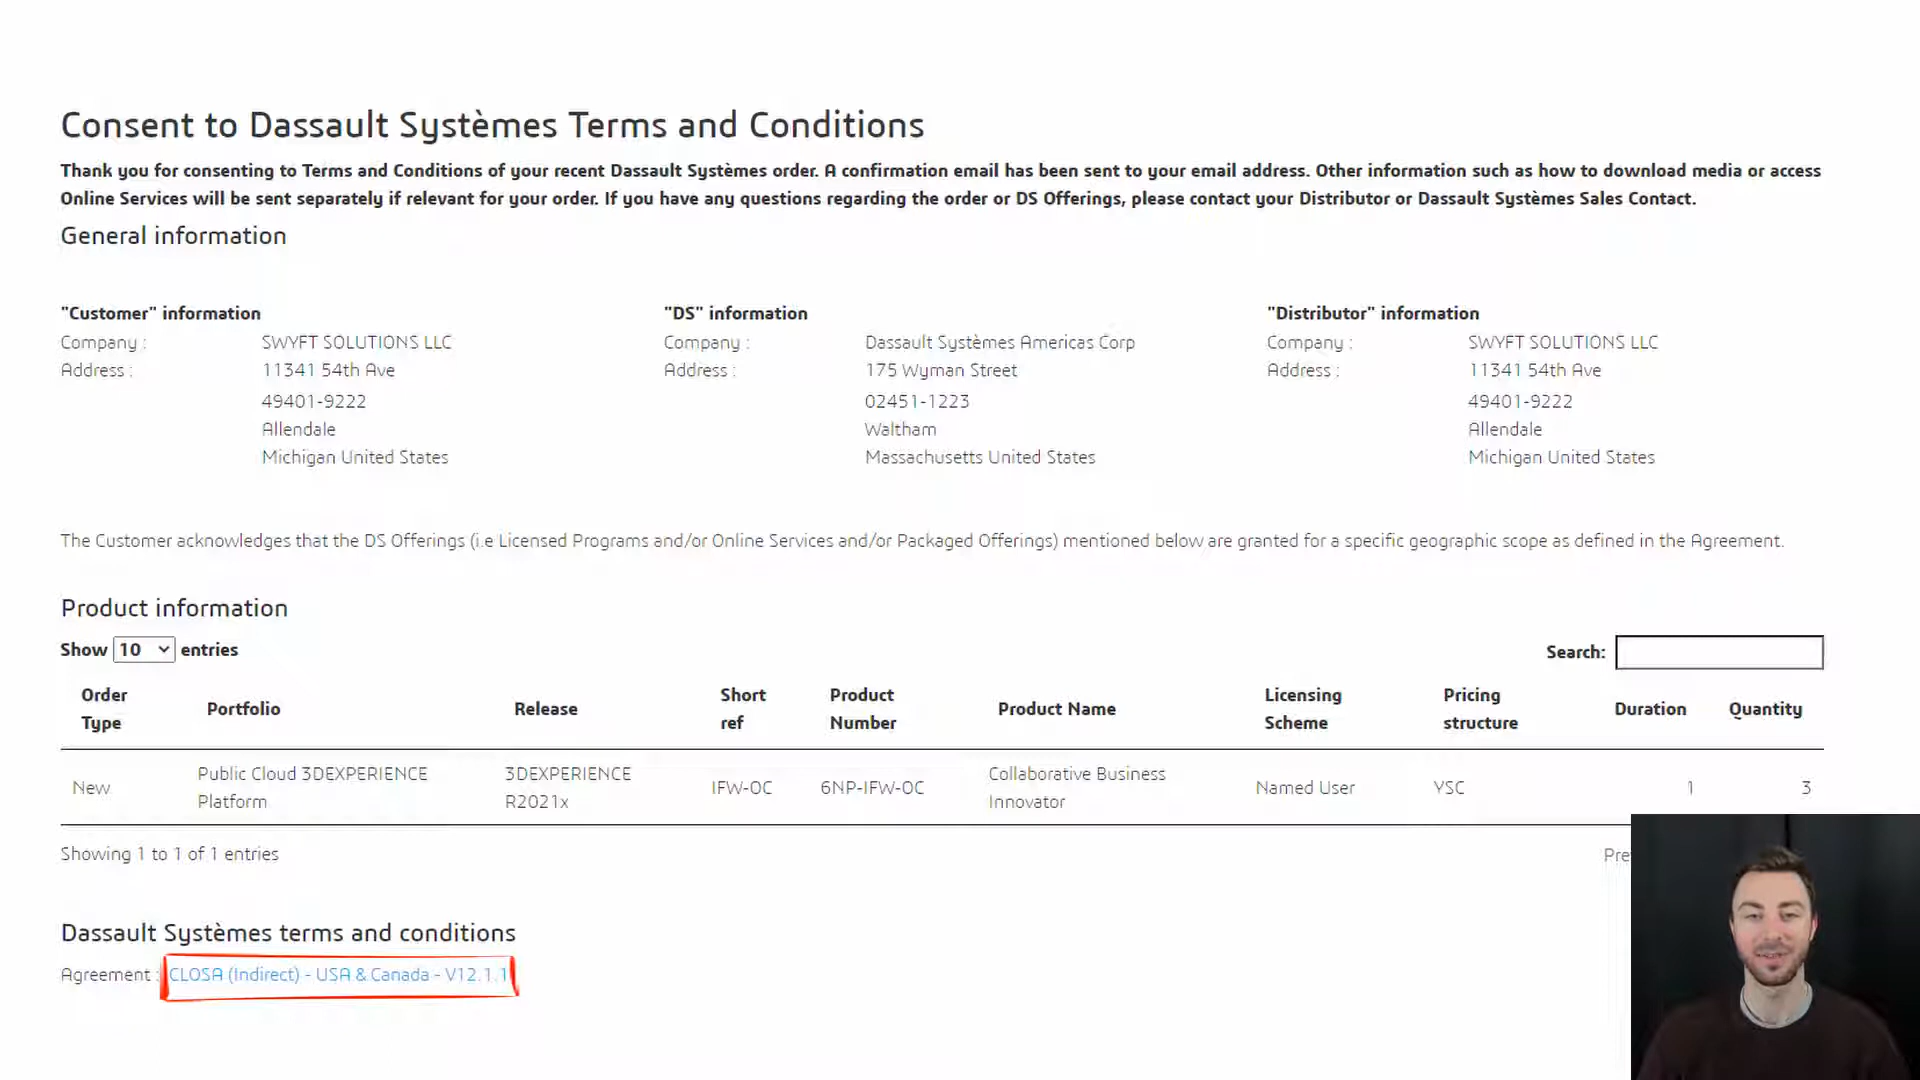 Consent to Dassault Systèmes Terms and Conditions
Thank you for consenting to Terms and Conditions of your recent Dassault Systèmes order. A confirmation email has been sent to your email address. Other information such as how to download media or access
Online Services will be sent separately if relevant for your order. If you have any questions regarding the order or DS Offerings, please contact your Distributor or Dassault Systèmes Sales Contact.
General information
"Customer" information
Company : SWYFT SOLUTIONS LLC
Address : 11341 54th Ave
49401-9222
Allendale
Michigan United States
"DS" information
Company : Dassault Systèmes Americas Corp
Address : 175 Wyman Street
02451-1223
Waltham
Massachusetts United States
"Distributor" information
Company : SWYFT SOLUTIONS LLC
Address : 11341 54th Ave
49401-9222
Allendale
Michigan United States
The Customer acknowledges that the DS Offerings (i.e Licensed Programs and/or Online Services and/or Packaged Offerings) mentioned below are granted for a specific geographic scope as defined in the Agreement.
Product information
Show 10 entries
Search:
Order Type Portfolio Release Short ref Product Number Product Name Licensing Scheme Pricing structure Duration Quantity
New Public Cloud 3DEXPERIENCE Platform 3DEXPERIENCE R2021x IFW-OC 6NP-IFW-OC Collaborative Business Innovator Named User YSC 1 3
Showing 1 to 1 of 1 entries
Dassault Systèmes terms and conditions
Agreement : CLOSA (Indirect) - USA & Canada - V12.1.1